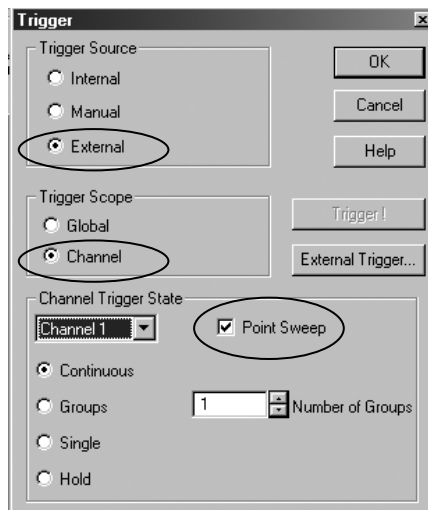 Trigger
Trigger Source
Internal
Manual
External
OK
Cancel
Help
Trigger Scope
Global
Channel
Trigger!
External Trigger...
Channel Trigger State
Channel 1
Point Sweep
Continuous
Groups
1
Number of Groups
Single
Hold